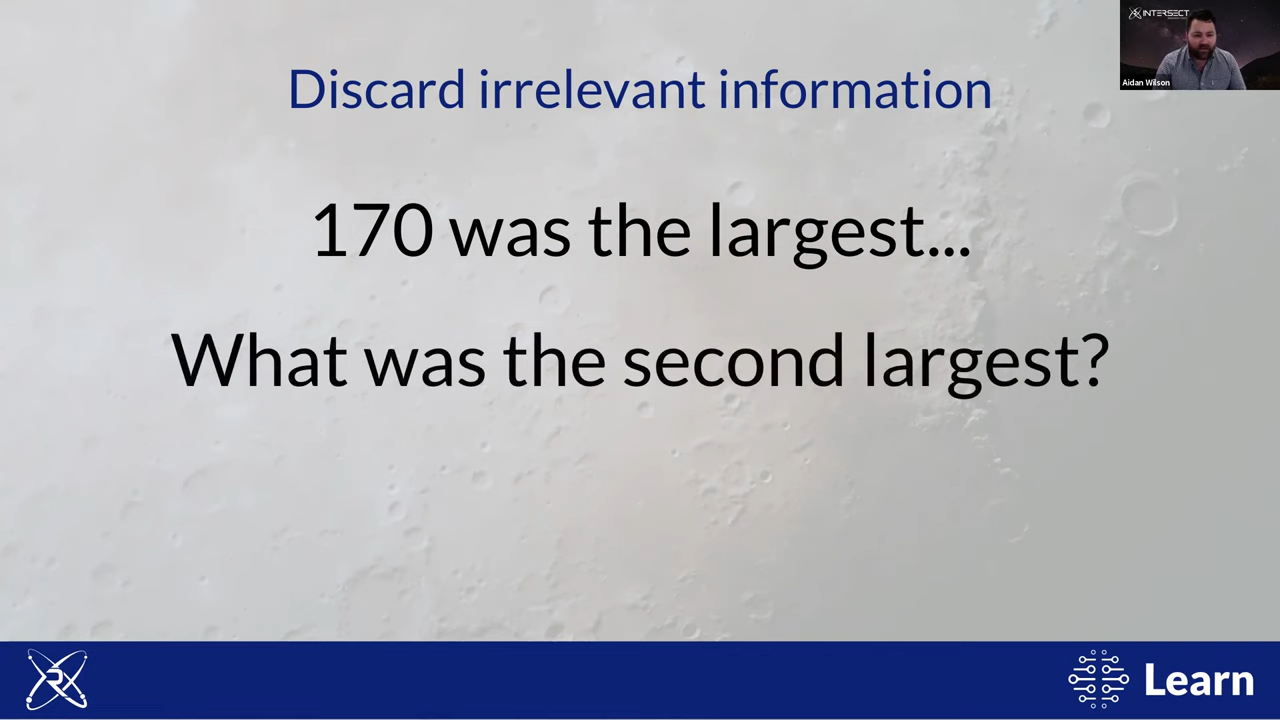 INTERSECT
Aidan Wilson
Discard irrelevant information
170 was the largest...
What was the second largest?
Learn